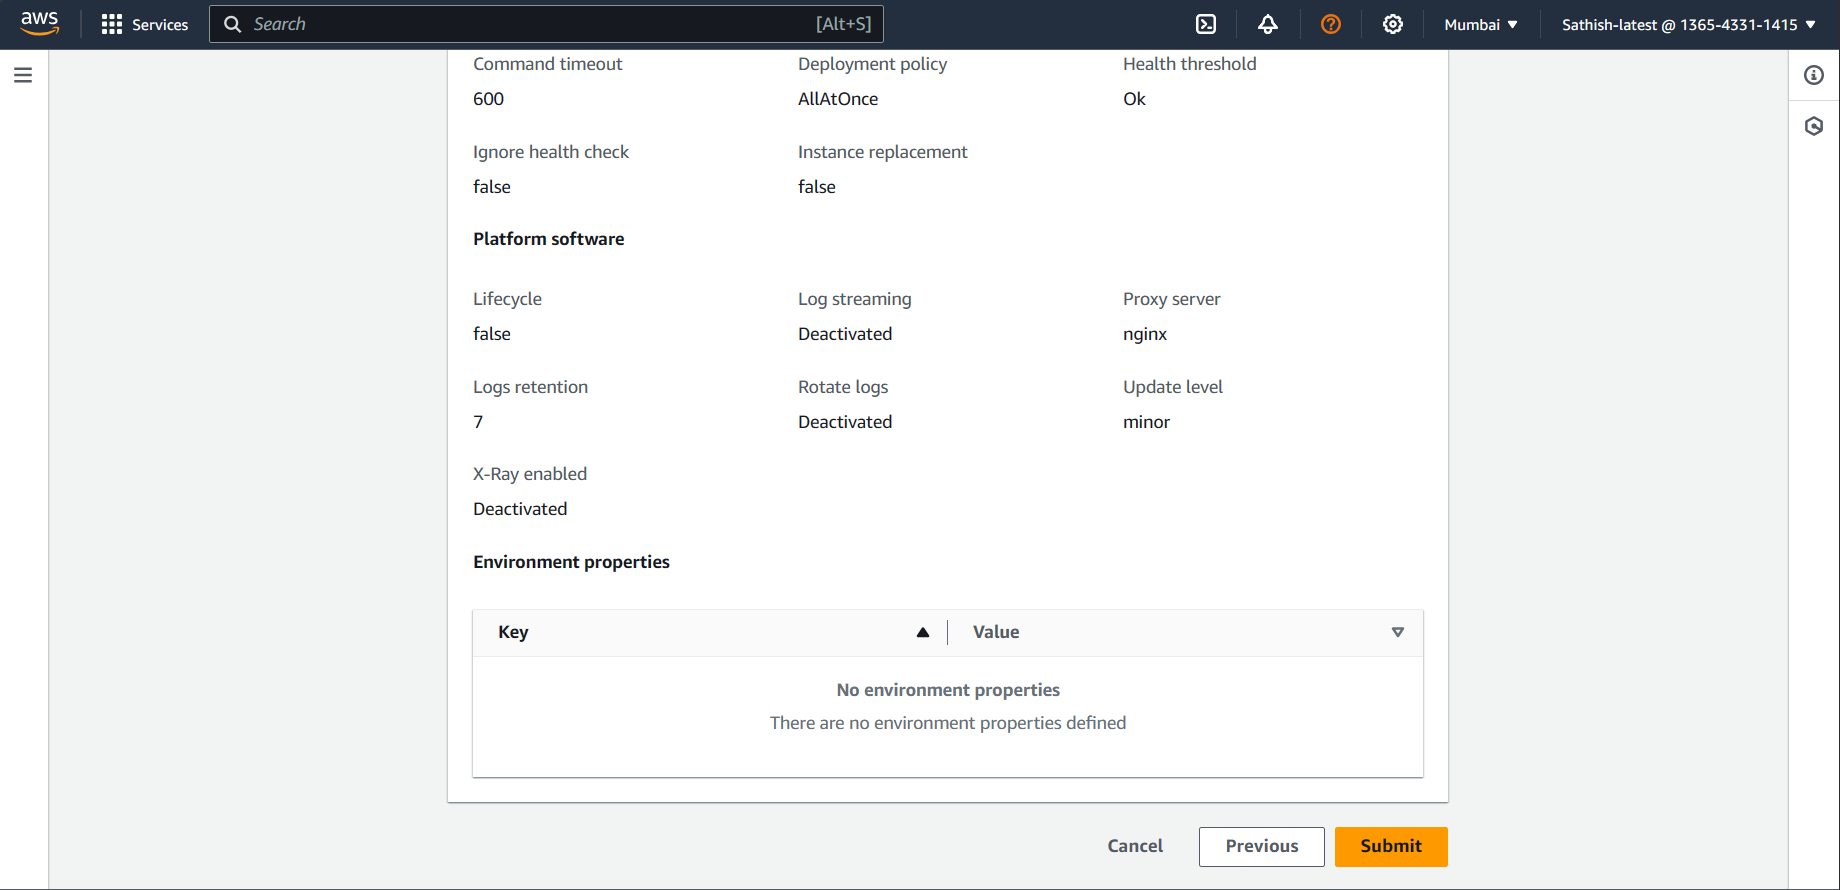 aws Services Search [Alt+S] Mumbai Sathish-latest @ 1365-4331-1415
Command timeout Deployment policy Health threshold
600 AllAtOnce Ok
Ignore health check Instance replacement
false false
Platform software
Lifecycle Log streaming Proxy server
false Deactivated nginx
Logs retention Rotate logs Update level
7 Deactivated minor
X-Ray enabled
Deactivated
Environment properties
Key Value
No environment properties
There are no environment properties defined
Cancel Previous Submit